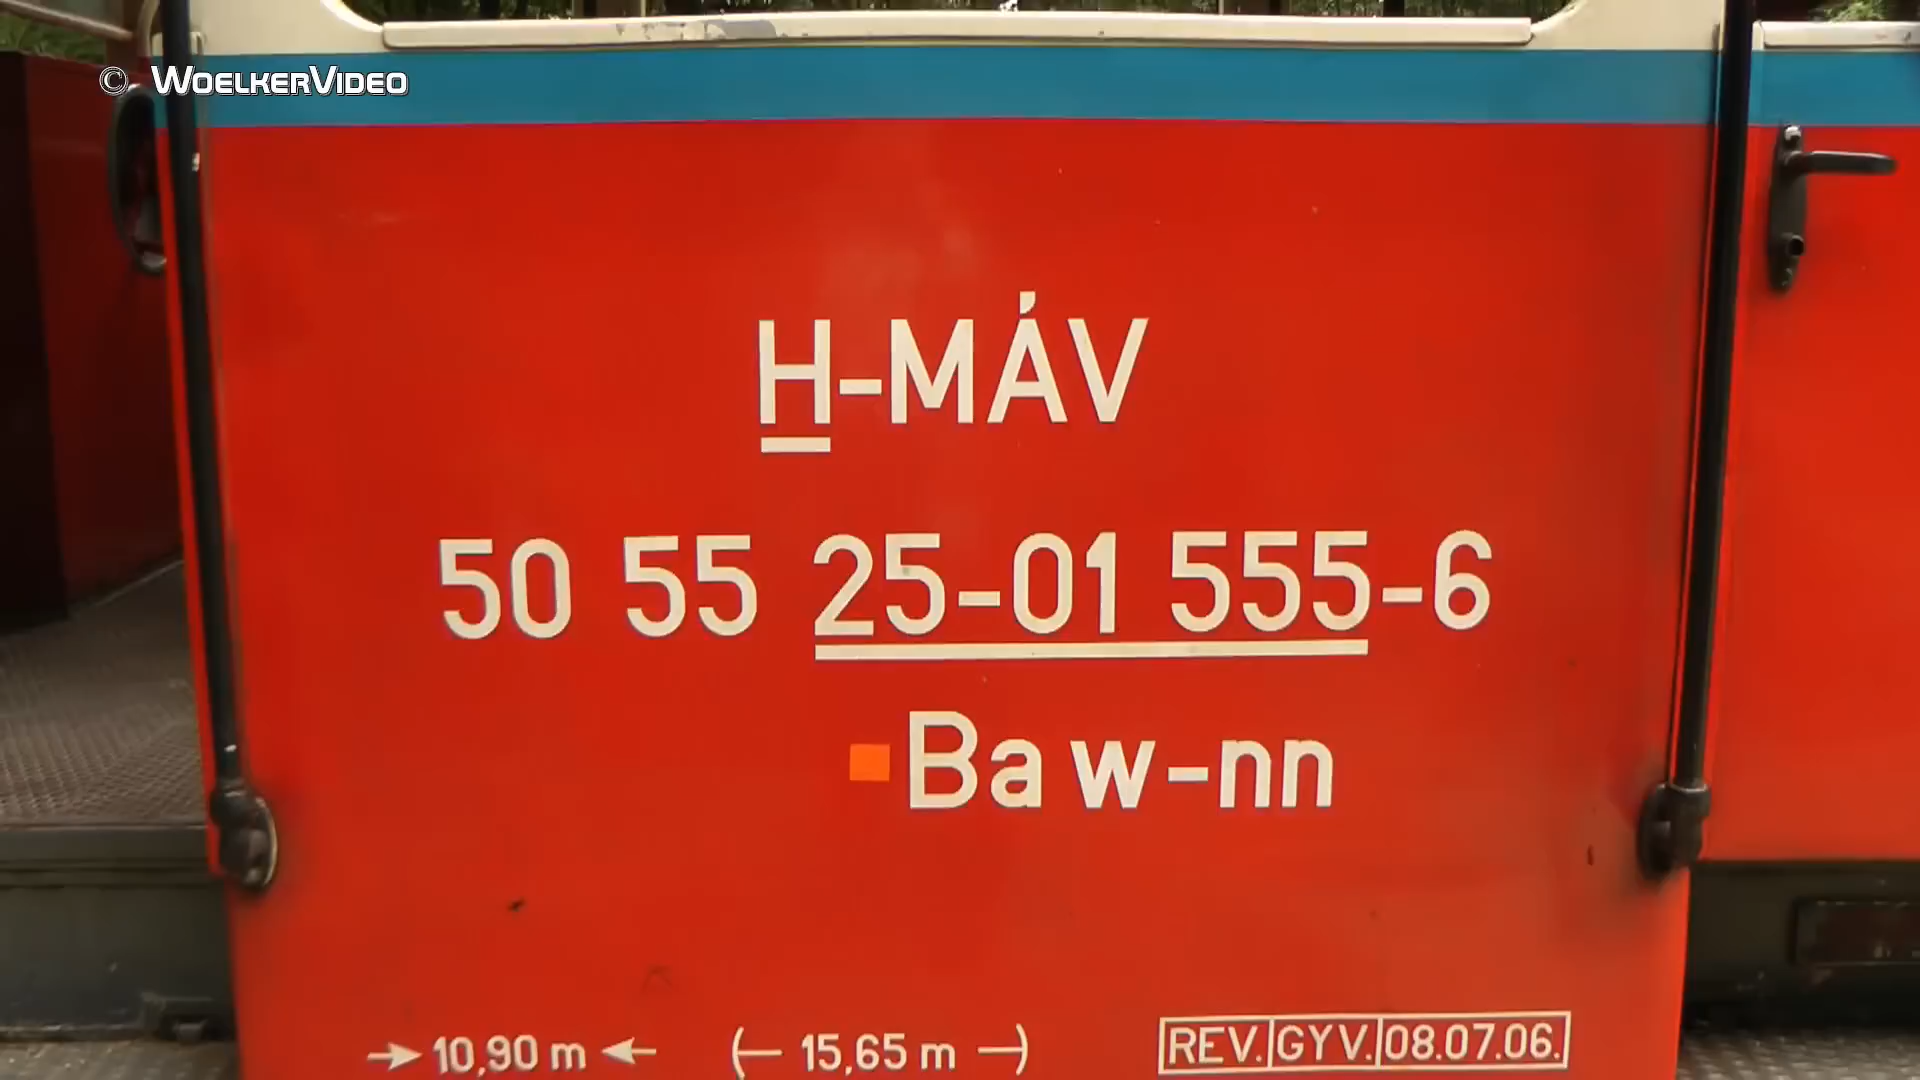 © WOELKERVIDEO
H-MÁV
50 55 25-01 555-6
Ba w-nn
10,90 m
15,65 m
REV. GYV. 08.07.06.